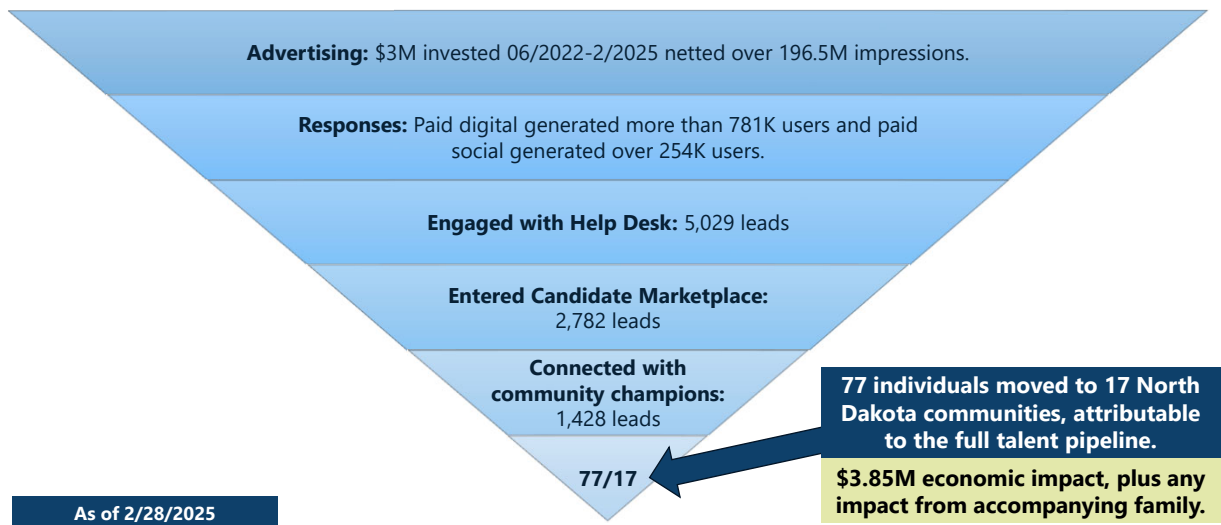 Advertising: $3M invested 06/2022-2/2025 netted over 196.5M impressions.
Responses: Paid digital generated more than 781K users and paid
social generated over 254K users.
Engaged with Help Desk: 5,029 leads
Entered Candidate Marketplace:
2,782 leads
Connected with
community champions:
1,428 leads
77/17
77 individuals moved to 17 North
Dakota communities, attributable
to the full talent pipeline.
$3.85M economic impact, plus any
impact from accompanying family.
As of 2/28/2025